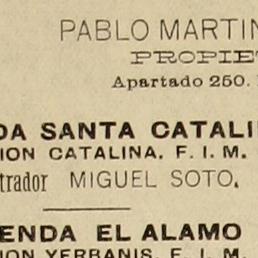 PABLO MARTIN
PROPIET
Apartado 250.
DA SANTA CATALI
ION CATALINA, F. I. M.
trador MIGUEL SOTO.
ENDA EL ALAMO
ION YERBANIS, F. I. M.